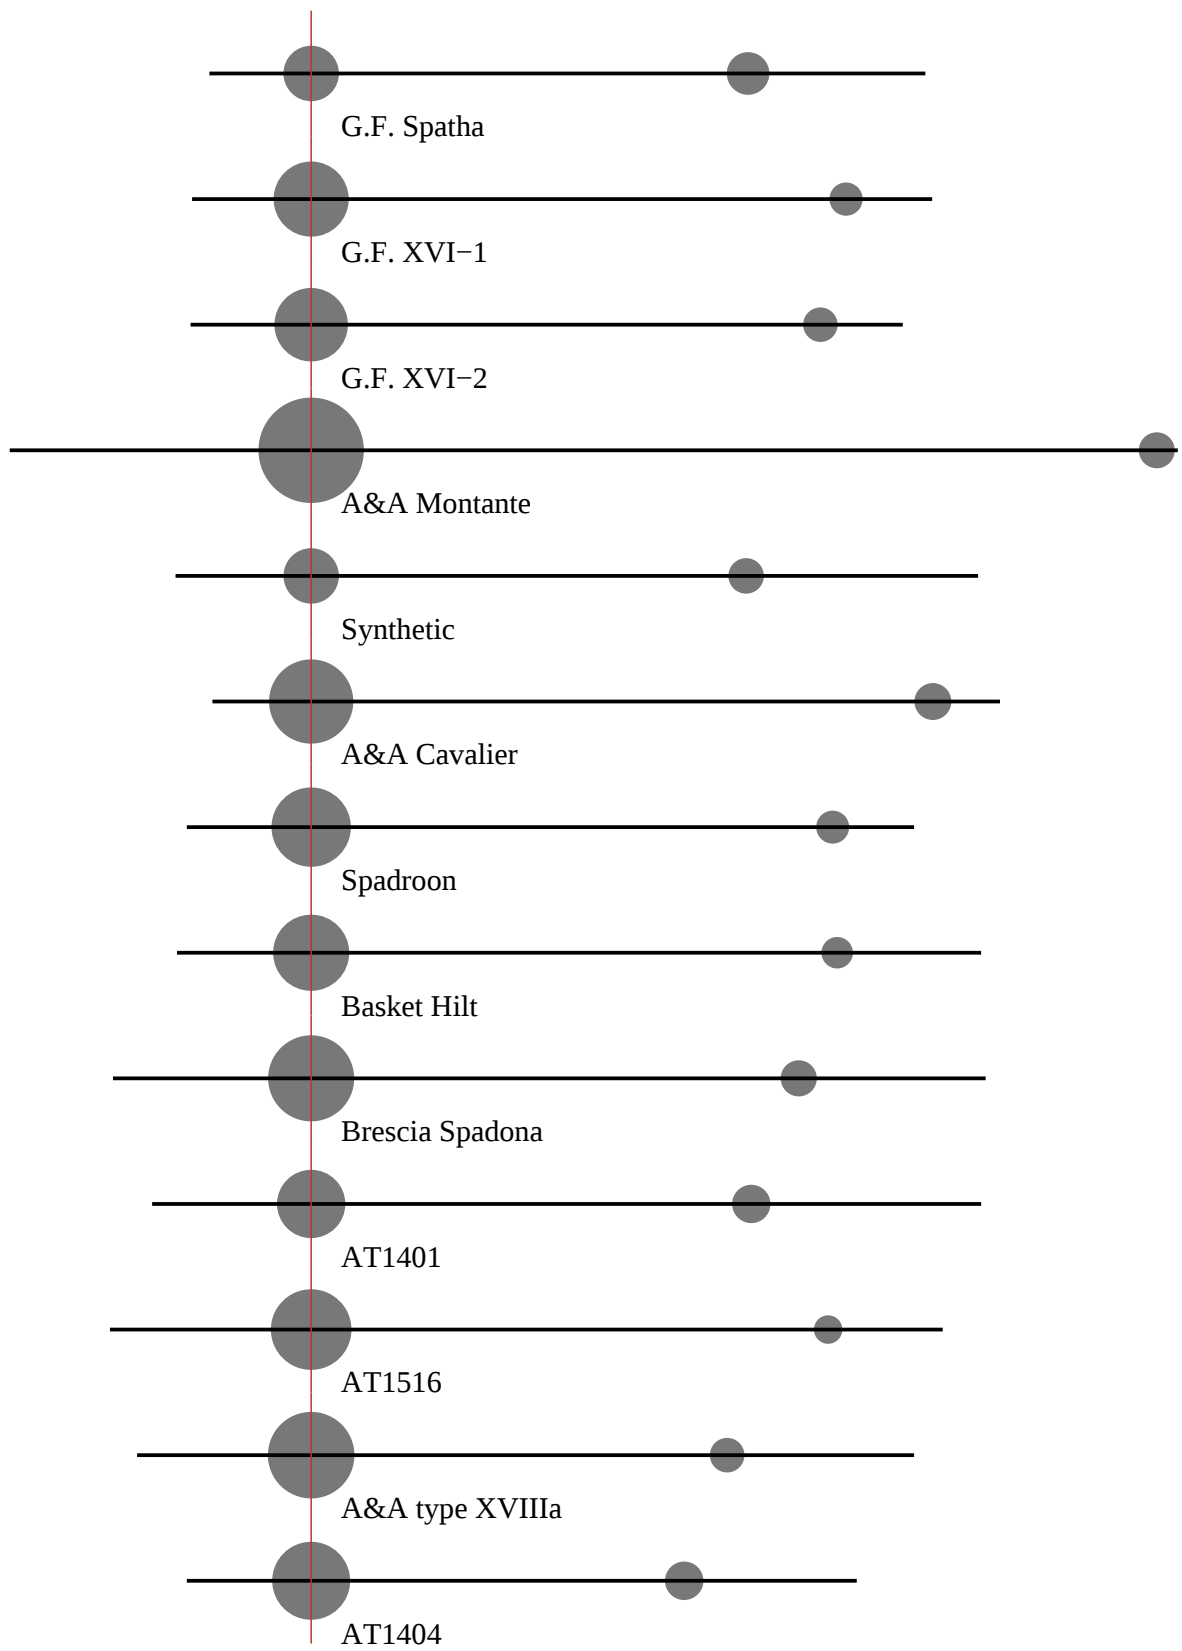 G.F. Spatha
G.F. XVI−1
G.F. XVI−2
A&A Montante
Synthetic
A&A Cavalier
Spadroon
Basket Hilt
Brescia Spadona
AT1401
AT1516
A&A type XVIIIa
AT1404